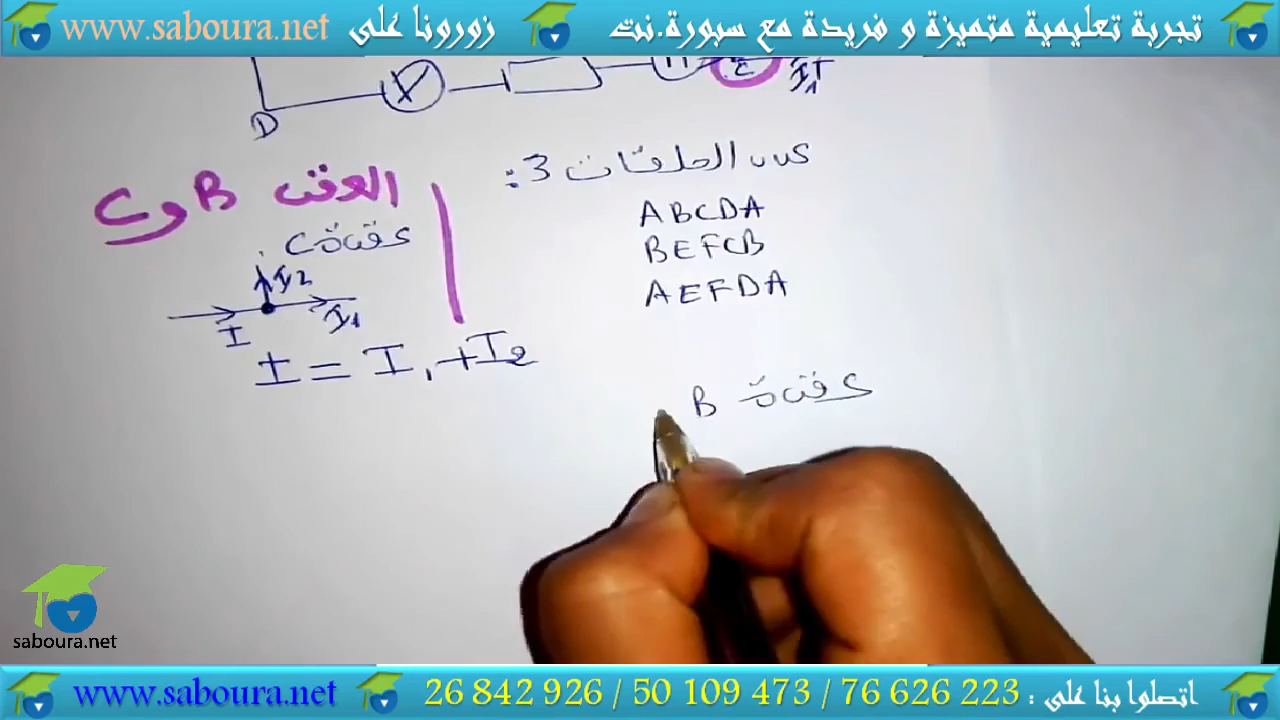 تجربة تعليمية متميزة و فريدة مع سبورة.نت زورونا على www.saboura.net
D
العقد B و C
عقدة C
I2
I
I1
I = I1 + I2
عدد الحلقات 3:
ABCDA
BEFCB
AEFDA
عقدة B
saboura.net
اتصلوا بنا على : 26 842 926 / 50 109 473 / 76 626 223 www.saboura.net